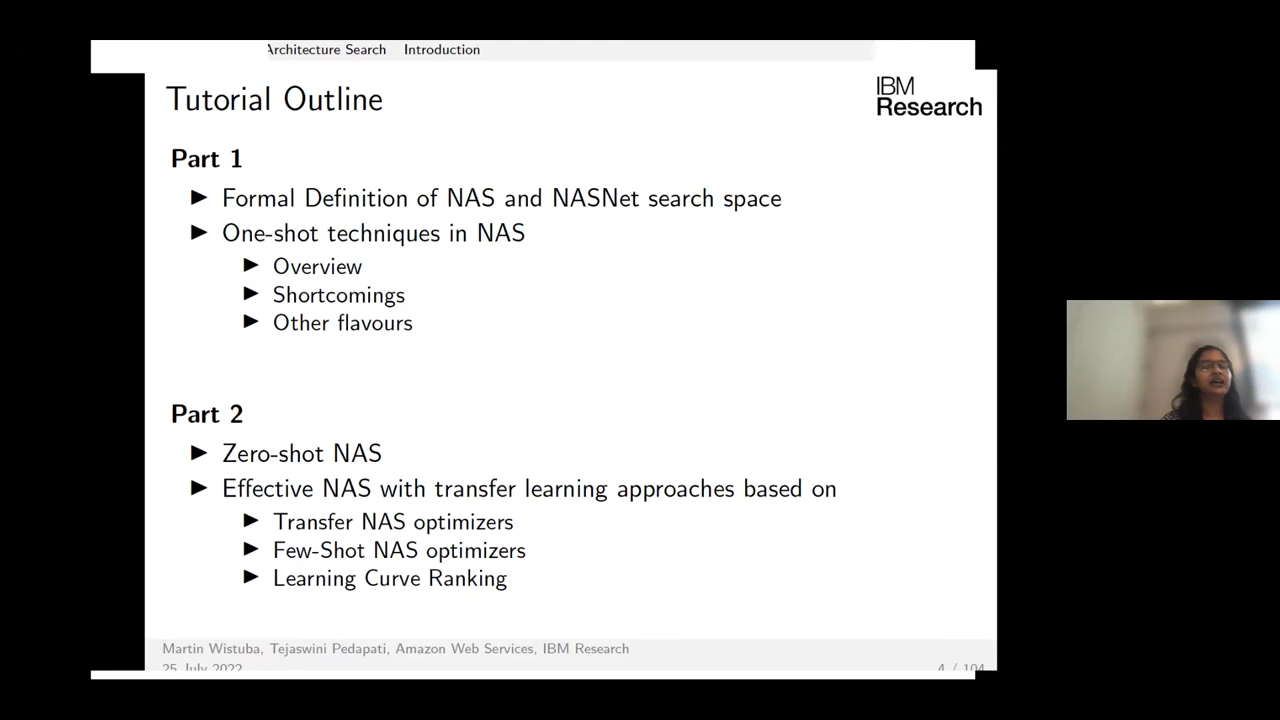 Architecture Search Introduction
Tutorial Outline
IBM
Research
Part 1
▶ Formal Definition of NAS and NASNet search space
▶ One-shot techniques in NAS
▶ Overview
▶ Shortcomings
▶ Other flavours
Part 2
▶ Zero-shot NAS
▶ Effective NAS with transfer learning approaches based on
▶ Transfer NAS optimizers
▶ Few-Shot NAS optimizers
▶ Learning Curve Ranking
Martin Wistuba, Tejaswini Pedapati, Amazon Web Services, IBM Research
25 July 2022 4 / 104